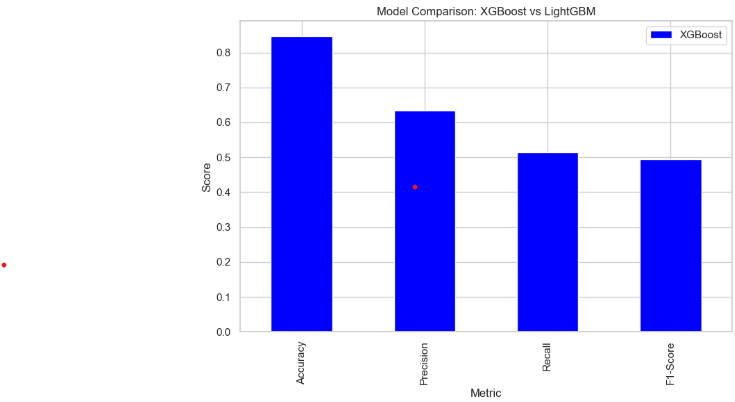 Model Comparison: XGBoost vs LightGBM
XGBoost
Score
0.8
0.7
0.6
0.5
0.4
0.3
0.2
0.1
0.0
Accuracy
Precision
Recall
F1-Score
Metric